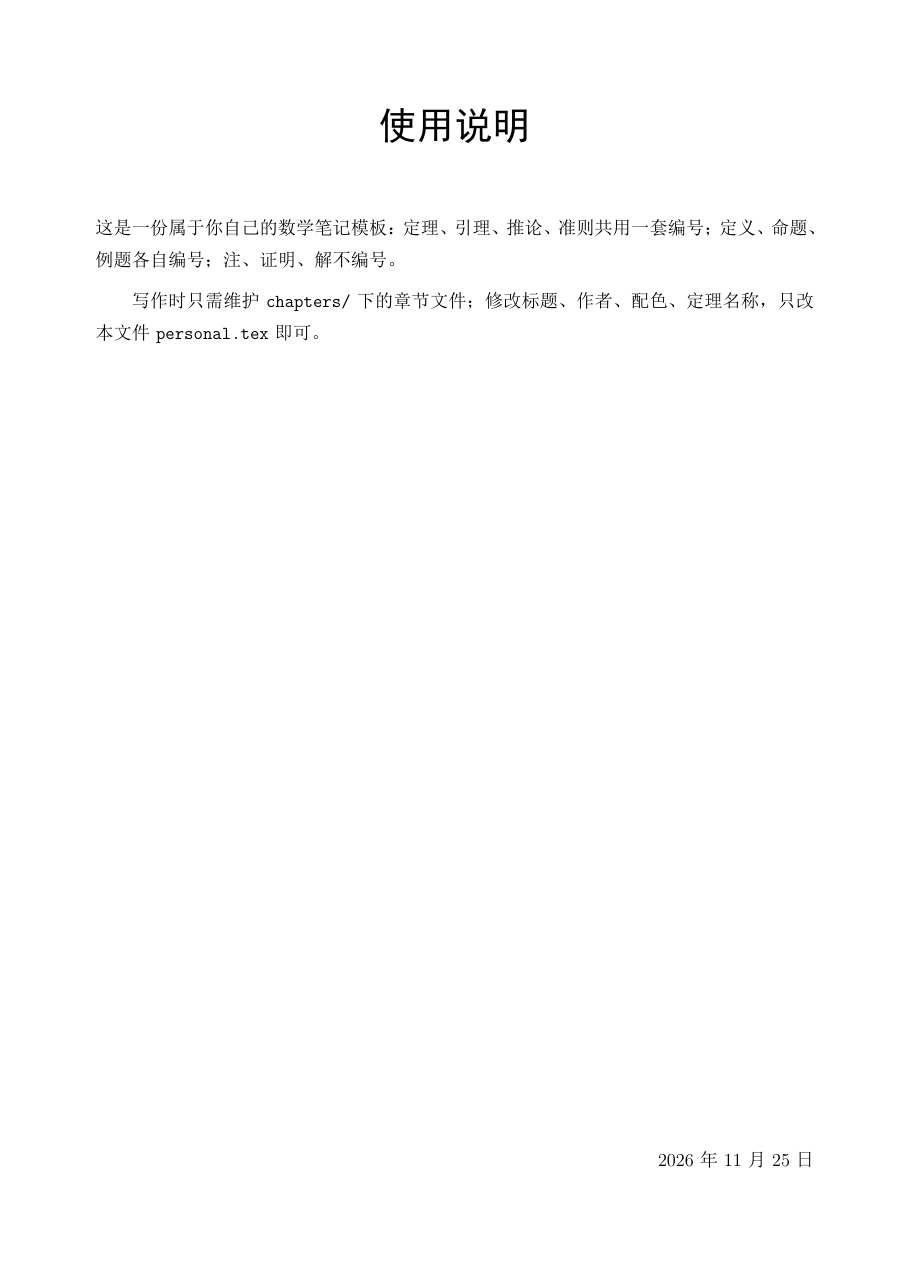 使用说明
这是一份属于你自己的数学笔记模板：定理、引理、推论、准则共用一套编号；定义、命题、
例题各自编号；注、证明、解不编号。
写作时只需维护 chapters/ 下的章节文件；修改标题、作者、配色、定理名称，只改
本文件 personal.tex 即可。
2026 年 11 月 25 日